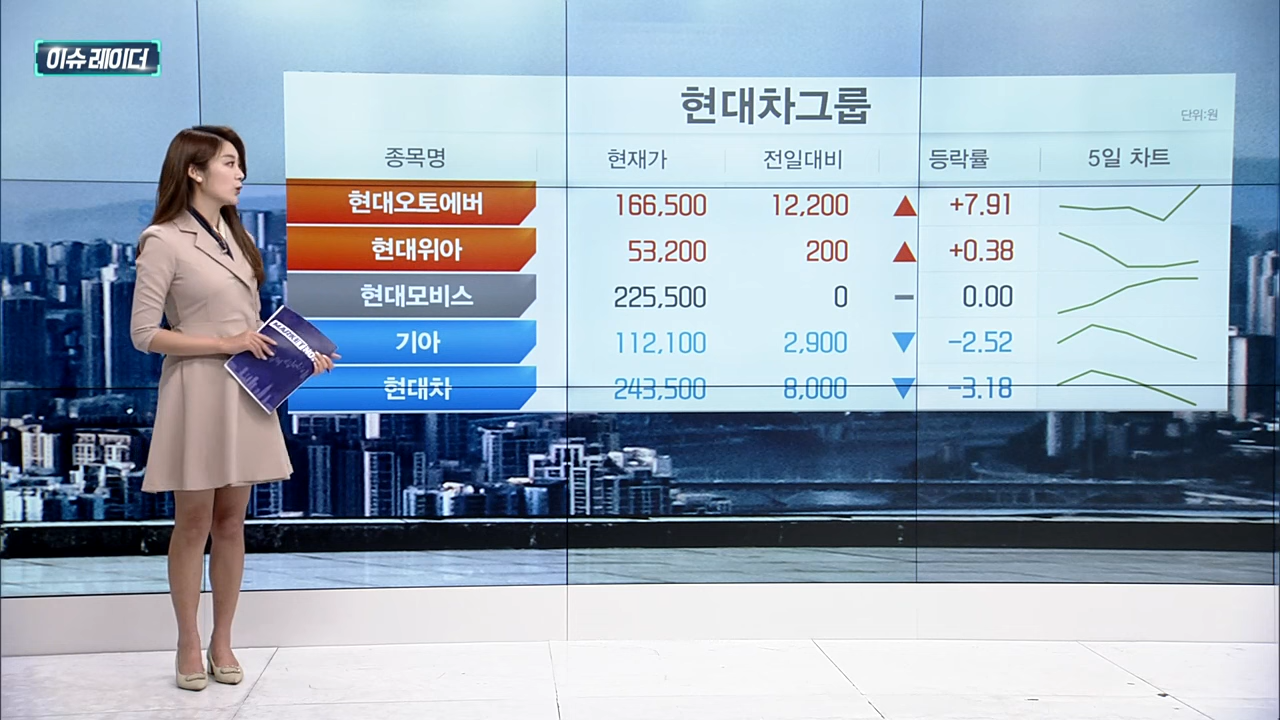 이슈 레이더
현대차그룹
단위:원
종목명 현재가 전일대비 등락률 5일 차트
현대오토에버 166,500 12,200 ▲ +7.91
현대위아 53,200 200 ▲ +0.38
현대모비스 225,500 0 - 0.00
기아 112,100 2,900 ▼ -2.52
현대차 243,500 8,000 ▼ -3.18